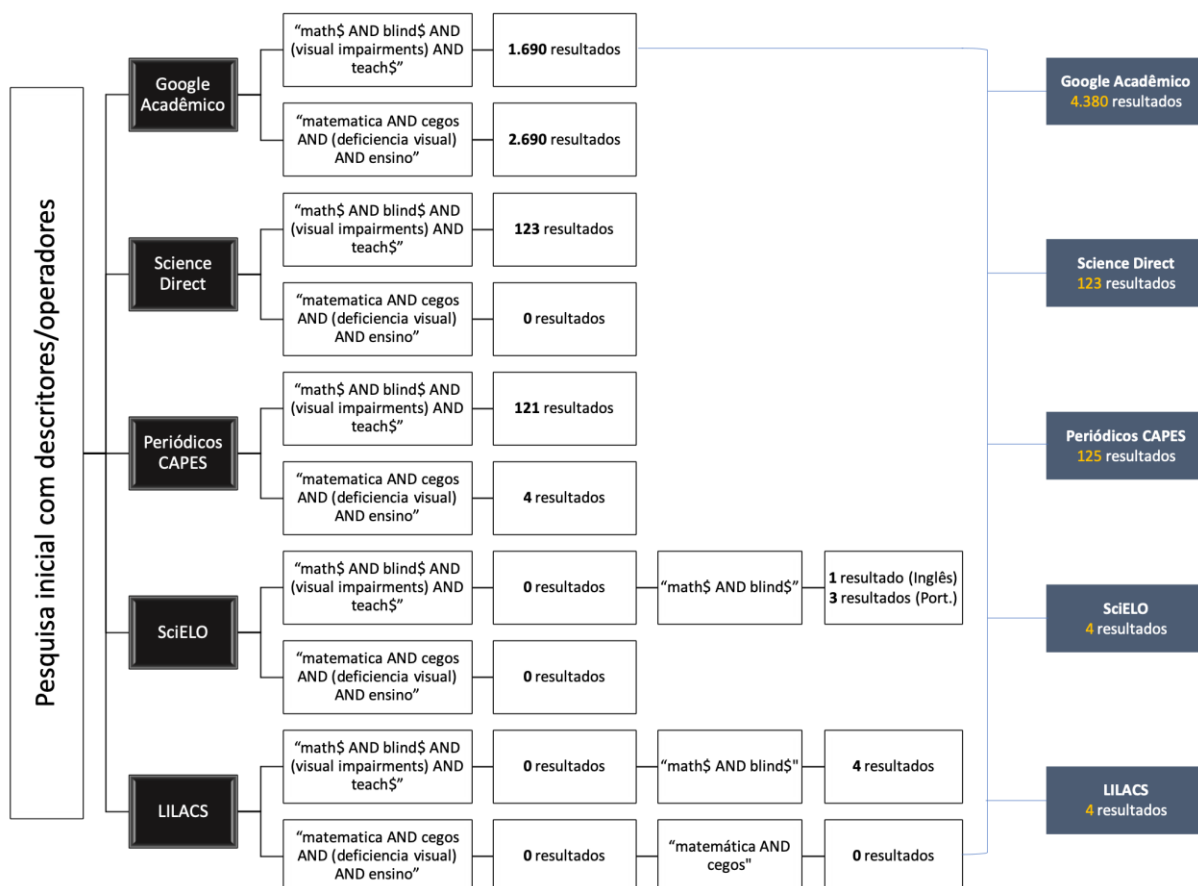 Pesquisa inicial com descritores/operadores
Google
Acadêmico
“math$ AND blind$ AND
(visual impairments) AND
teach$”
1.690 resultados
“matematica AND cegos
AND (deficiencia visual)
AND ensino”
2.690 resultados
Google Acadêmico
4.380 resultados
Science
Direct
“math$ AND blind$ AND
(visual impairments) AND
teach$”
123 resultados
“matematica AND cegos
AND (deficiencia visual)
AND ensino”
0 resultados
Science Direct
123 resultados
Periódicos
CAPES
“math$ AND blind$ AND
(visual impairments) AND
teach$”
121 resultados
“matematica AND cegos
AND (deficiencia visual)
AND ensino”
4 resultados
Periódicos CAPES
125 resultados
SciELO
“math$ AND blind$ AND
(visual impairments) AND
teach$”
0 resultados
“math$ AND blind$”
1 resultado (Inglês)
3 resultados (Port.)
“matematica AND cegos
AND (deficiencia visual)
AND ensino”
0 resultados
SciELO
4 resultados
LILACS
“math$ AND blind$ AND
(visual impairments) AND
teach$”
0 resultados
“math$ AND blind$"
4 resultados
“matematica AND cegos
AND (deficiencia visual)
AND ensino”
0 resultados
“matemática AND
cegos"
0 resultados
LILACS
4 resultados